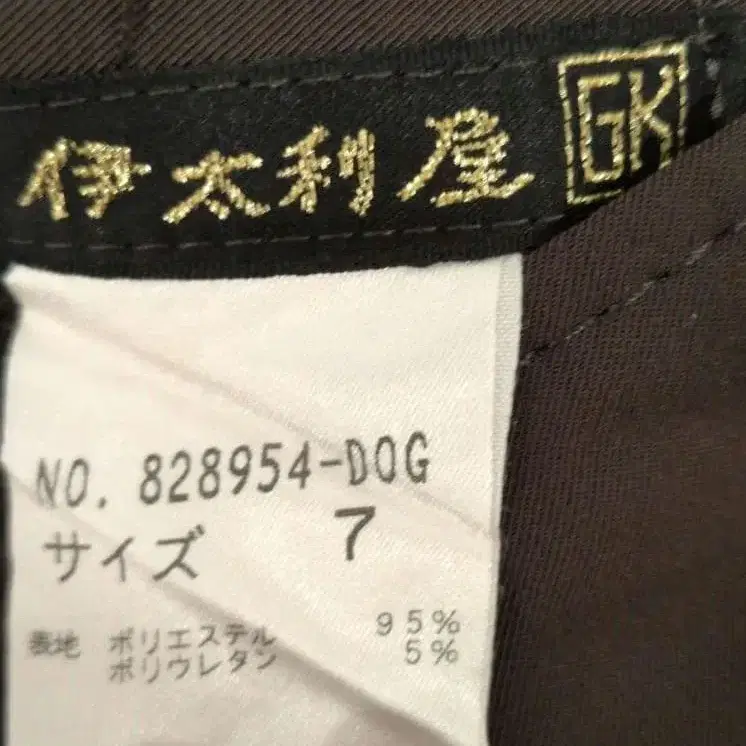 伊太利屋 GK
NO. 828954-DOG
サイズ 7
表地 ポリエステル 95%
ポリウレタン 5%